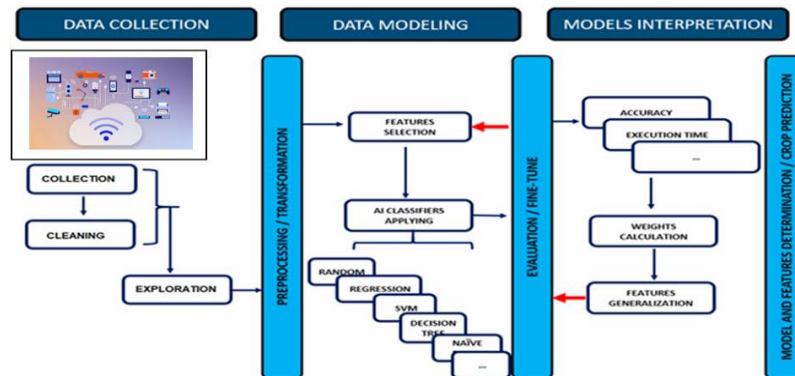 DATA COLLECTION
DATA MODELING
MODELS INTERPRETATION
COLLECTION
CLEANING
EXPLORATION
PREPROCESSING / TRANSFORMATION
FEATURES
SELECTION
AI CLASSIFIERS
APPLYING
RANDOM
REGRESSION
SVM
DECISION
TREE
NAÏVE
...
EVALUATION / FINE-TUNE
ACCURACY
EXECUTION TIME
...
WEIGHTS
CALCULATION
FEATURES
GENERALIZATION
MODEL AND FEATURES DETERMINATION / CROP PREDICTION